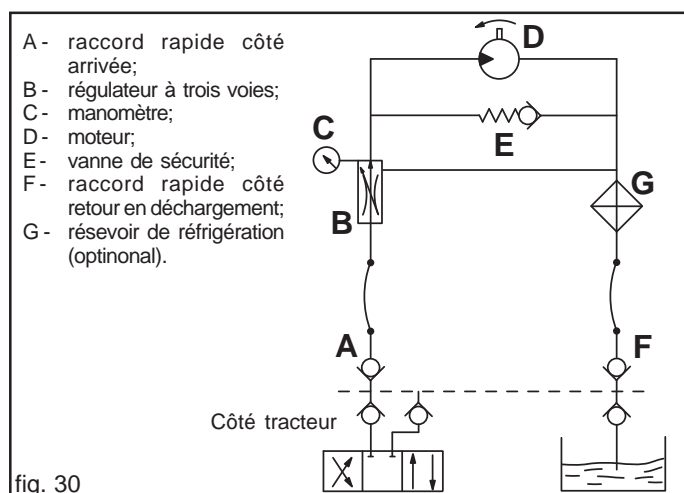 A - raccord rapide côté
arrivée;
B - régulateur à trois voies;
C - manomètre;
D - moteur;
E - vanne de sécurité;
F - raccord rapide côté
retour en déchargement;
G - résevoir de réfrigération
(optinonal).
D
C
E
G
B
A
F
Côté tracteur
fig. 30